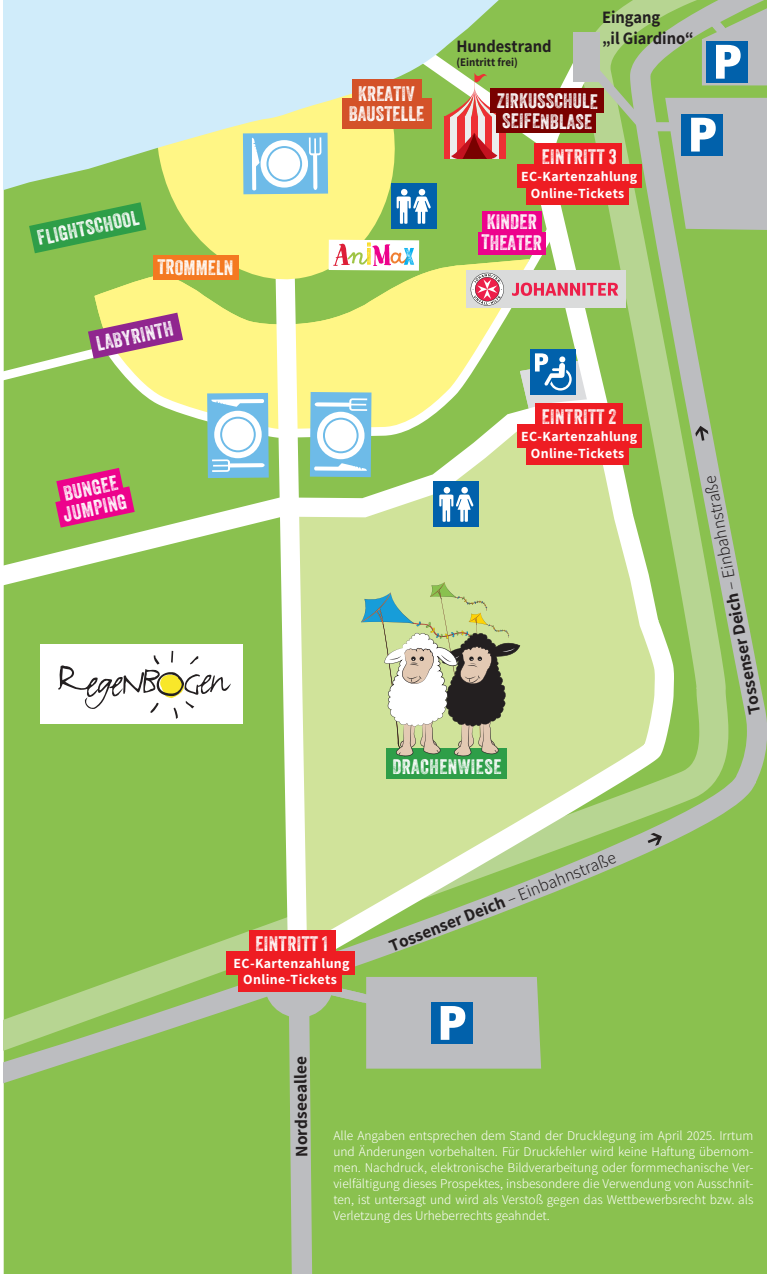 Eingang
„il Giardino“
Hundestrand
(Eintritt frei)
P
KREATIV
BAUSTELLE
ZIRKUSSCHULE
SEIFENBLASE
P
EINTRITT 3
EC-Kartenzahlung
Online-Tickets
FLIGHTSCHOOL
KINDER
THEATER
AniMax
TROMMELN
JOHANNITER
LABYRINTH
P
EINTRITT 2
EC-Kartenzahlung
Online-Tickets
BUNGEE
JUMPING
Tossenser Deich – Einbahnstraße
RegeNBOGen
DRACHENWIESE
Tossenser Deich – Einbahnstraße
EINTRITT 1
EC-Kartenzahlung
Online-Tickets
P
Nordseeallee
Alle Angaben entsprechen dem Stand der Drucklegung im April 2025. Irrtum
und Änderungen vorbehalten. Für Druckfehler wird keine Haftung übernom-
men. Nachdruck, elektronische Bildverarbeitung oder formmechanische Ver-
vielfältigung dieses Prospektes, insbesondere die Verwendung von Ausschnit-
ten, ist untersagt und wird als Verstoß gegen das Wettbewerbsrecht bzw. als
Verletzung des Urheberrechts geahndet.